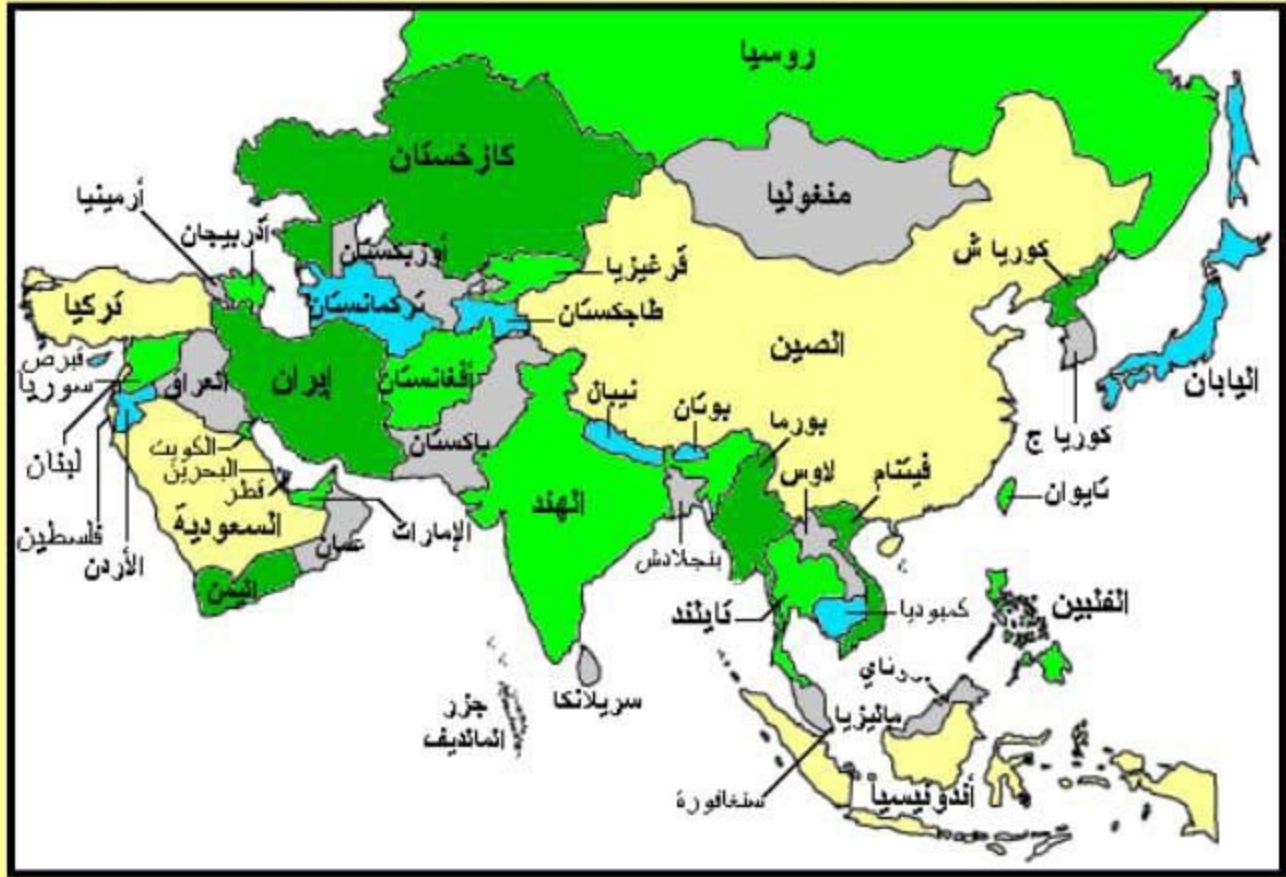 روسيا
كازخستان
منغوليا
أرمينيا
أذربيجان
أوزبكستان
قرغيزيا
كوريا ش
تركيا
تركمانستان
طاجكستان
الصين
اليابان
قبرص
سوريا
العراق
إيران
أفغانستان
نيبال
بوتان
بورما
كوريا ج
لبنان
الكويت
البحرين
قطر
باكستان
لاوس
فيتنام
تايوان
فلسطين
الأردن
السعودية
الإمارات
عمان
الهند
بنجلادش
اليمن
تايلند
كمبوديا
الفلبين
سريلانكا
جزر
المالديف
ماليزيا
سنغافورة
أندونيسيا